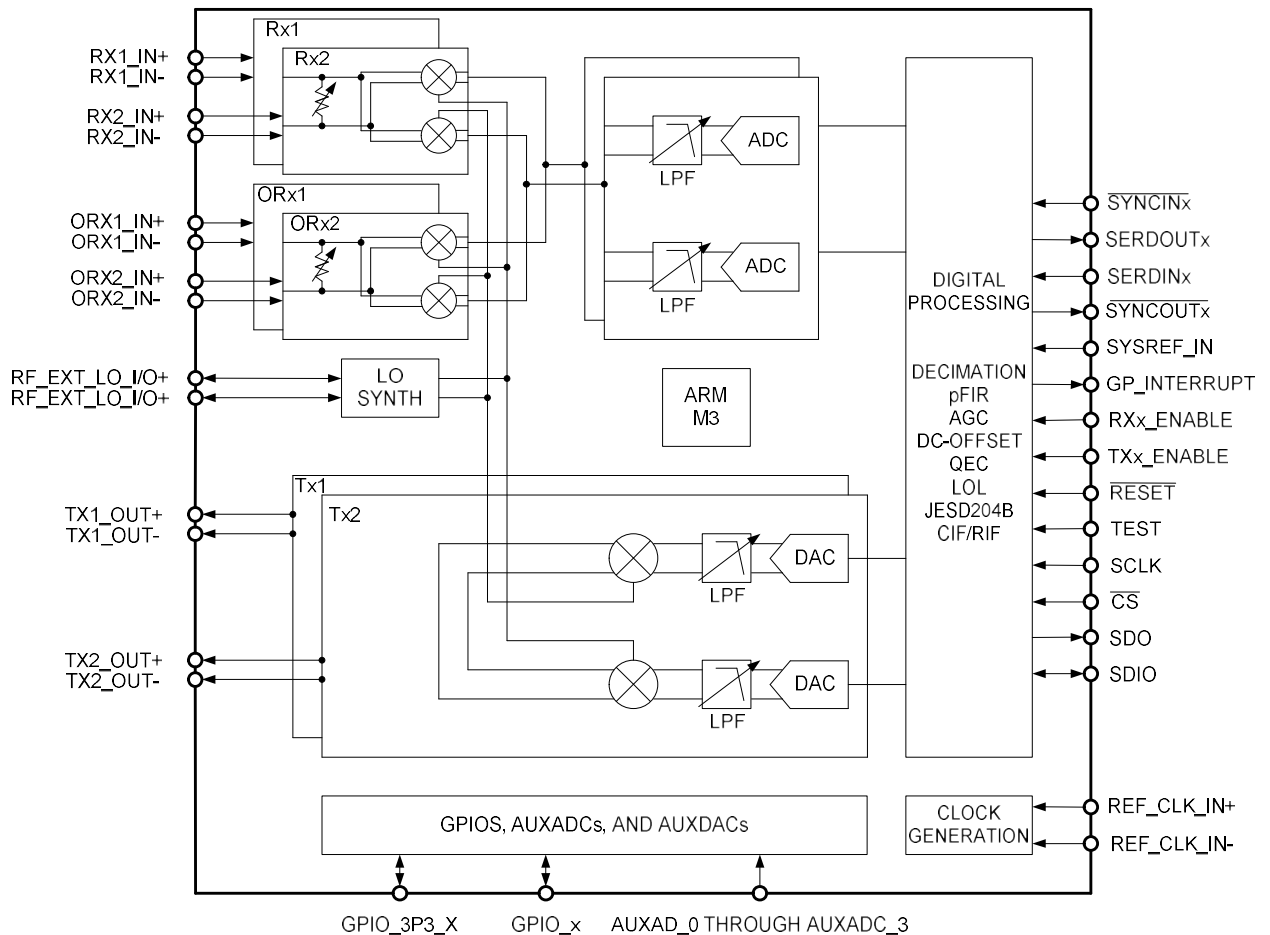 Rx1
RX1_IN+
RX1_IN-
Rx2
RX2_IN+
RX2_IN-
ADC
LPF
ORx1
ORX1_IN+
ORX1_IN-
ORx2
ORX2_IN+
ORX2_IN-
ADC
LPF
RF_EXT_LO_I/O+
RF_EXT_LO_I/O+
LO
SYNTH
ARM
M3
DIGITAL
PROCESSING
DECIMATION
pFIR
AGC
DC-OFFSET
QEC
LOL
JESD204B
CIF/RIF
SYNCINx
SERDOUTx
SERDINx
SYNCOUTx
SYSREF_IN
GP_INTERRUPT
RXx_ENABLE
TXx_ENABLE
RESET
TEST
SCLK
CS
SDO
SDIO
Tx1
TX1_OUT+
TX1_OUT-
Tx2
DAC
LPF
TX2_OUT+
TX2_OUT-
DAC
LPF
GPIOS, AUXADCs, AND AUXDACs
CLOCK
GENERATION
REF_CLK_IN+
REF_CLK_IN-
GPIO_3P3_X
GPIO_x
AUXAD_0 THROUGH AUXADC_3